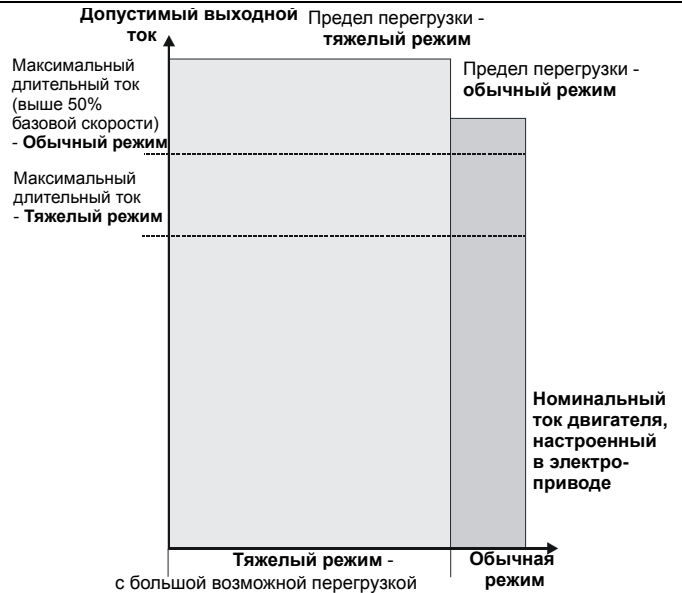 Допустимый выходной
ток
Предел перегрузки -
тяжелый режим
Максимальный
длительный ток
(выше 50%
базовой скорости)
- Обычный режим
Предел перегрузки -
обычный режим
Максимальный
длительный ток
- Тяжелый режим
Номинальный
ток двигателя,
настроенный
в электро-
приводе
Тяжелый режим -
с большой возможной перегрузкой
Обычная
режим